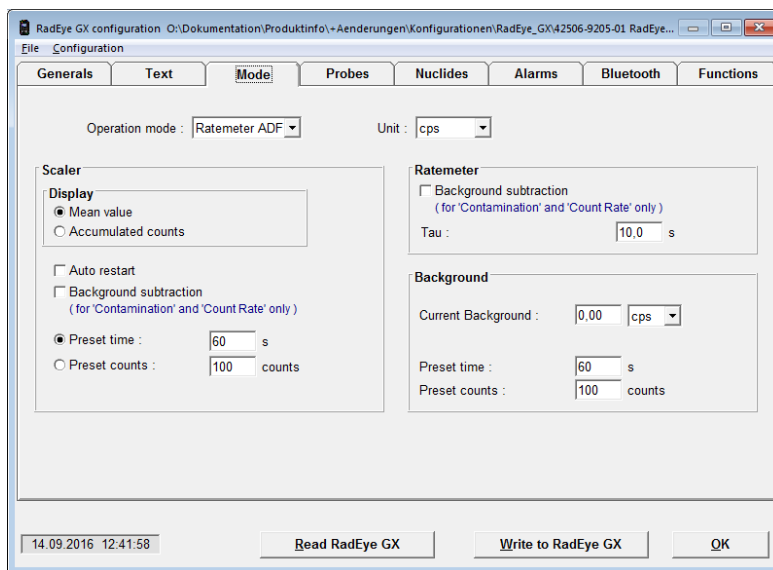 RadEye GX configuration O:\Dokumentation\Produktinfo\+Aenderungen\Konfigurationen\RadEye_GX\42506-9205-01 RadEye...
File Configuration
Generals Text Mode Probes Nuclides Alarms Bluetooth Functions
Operation mode : Ratemeter ADF Unit : cps
Scaler
Display
Mean value
Accumulated counts
Auto restart
Background subtraction
( for 'Contamination' and 'Count Rate' only )
Preset time : 60 s
Preset counts : 100 counts
Ratemeter
Background subtraction
( for 'Contamination' and 'Count Rate' only )
Tau : 10,0 s
Background
Current Background : 0,00 cps
Preset time : 60 s
Preset counts : 100 counts
14.09.2016 12:41:58 Read RadEye GX Write to RadEye GX OK